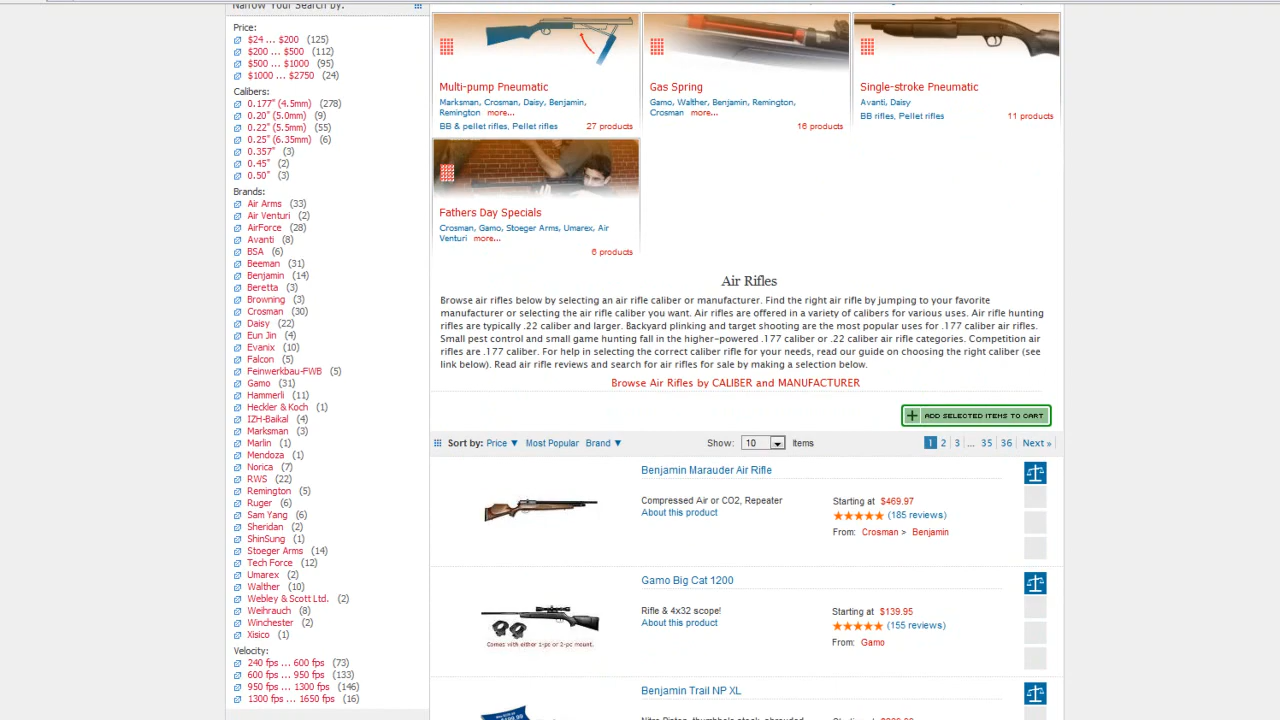 Narrow Your Search by:
Price:
$24 ... $200 (125)
$200 ... $500 (112)
$500 ... $1000 (95)
$1000 ... $2750 (24)
Calibers:
0.177" (4.5mm) (278)
0.20" (5.0mm) (9)
0.22" (5.5mm) (55)
0.25" (6.35mm) (6)
0.357" (3)
0.45" (2)
0.50" (3)
Brands:
Air Arms (33)
Air Venturi (2)
AirForce (28)
Avanti (8)
BSA (6)
Beeman (31)
Benjamin (14)
Beretta (3)
Browning (3)
Crosman (30)
Daisy (22)
Eun Jin (4)
Evanix (10)
Falcon (5)
Feinwerkbau-FWB (5)
Gamo (31)
Hammerli (11)
Heckler & Koch (1)
IZH-Baikal (4)
Marksman (3)
Marlin (1)
Mendoza (1)
Norica (7)
RWS (22)
Remington (5)
Ruger (6)
Sam Yang (6)
Sheridan (2)
ShinSung (1)
Stoeger Arms (14)
Tech Force (12)
Umarex (2)
Walther (10)
Webley & Scott Ltd. (2)
Weihrauch (8)
Winchester (2)
Xisico (1)
Velocity:
240 fps ... 600 fps (73)
600 fps ... 950 fps (133)
950 fps ... 1300 fps (146)
1300 fps ... 1650 fps (16)
Multi-pump Pneumatic
Marksman, Crosman, Daisy, Benjamin,
Remington more...
BB & pellet rifles, Pellet rifles 27 products
Gas Spring
Gamo, Walther, Benjamin, Remington,
Crosman more...
16 products
Single-stroke Pneumatic
Avanti, Daisy
BB rifles, Pellet rifles 11 products
Fathers Day Specials
Crosman, Gamo, Stoeger Arms, Umarex, Air
Venturi more...
6 products
Air Rifles
Browse air rifles below by selecting an air rifle caliber or manufacturer. Find the right air rifle by jumping to your favorite
manufacturer or selecting the air rifle caliber you want. Air rifles are offered in a variety of calibers for various uses. Air rifle hunting
rifles are typically .22 caliber and larger. Backyard plinking and target shooting are the most popular uses for .177 caliber air rifles.
Small pest control and small game hunting fall in the higher-powered .177 caliber or .22 caliber air rifle categories. Competition air
rifles are .177 caliber. For help in selecting the correct caliber rifle for your needs, read our guide on choosing the right caliber (see
link below). Read air rifle reviews and search for air rifles for sale by making a selection below.
Browse Air Rifles by CALIBER and MANUFACTURER
ADD SELECTED ITEMS TO CART
Sort by: Price ▼ Most Popular Brand ▼ Show: 10 Items 1 2 3 ... 35 36 Next »
Benjamin Marauder Air Rifle
Compressed Air or CO2, Repeater
About this product
Starting at $469.97
(185 reviews)
From: Crosman > Benjamin
Gamo Big Cat 1200
Rifle & 4x32 scope!
About this product
Comes with either 1-pc or 2-pc mount.
Starting at $139.95
(155 reviews)
From: Gamo
Benjamin Trail NP XL